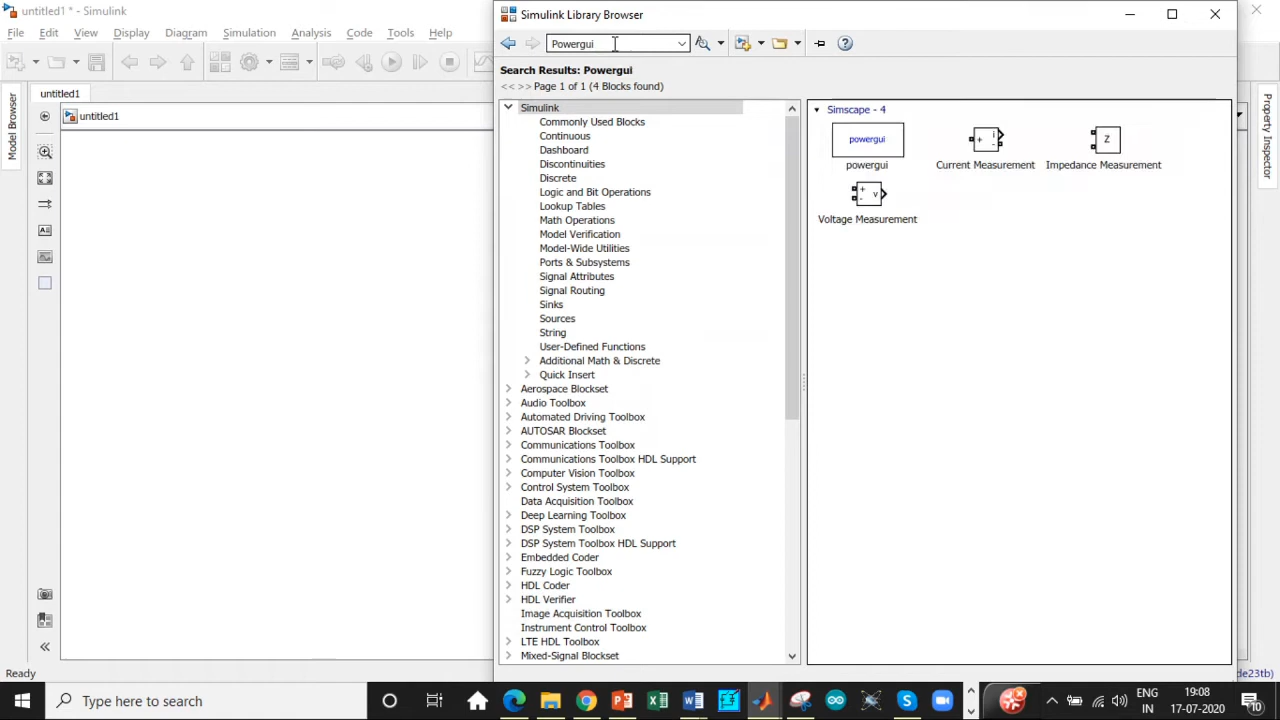 untitled1 * - Simulink
File Edit View Display Diagram Simulation Analysis Code Tools Help
untitled1
untitled1
Model Browser
Ready
Simulink Library Browser
Powergui
Search Results: Powergui
<< >> Page 1 of 1 (4 Blocks found)
Simulink
Commonly Used Blocks
Continuous
Dashboard
Discontinuities
Discrete
Logic and Bit Operations
Lookup Tables
Math Operations
Model Verification
Model-Wide Utilities
Ports & Subsystems
Signal Attributes
Signal Routing
Sinks
Sources
String
User-Defined Functions
Additional Math & Discrete
Quick Insert
Aerospace Blockset
Audio Toolbox
Automated Driving Toolbox
AUTOSAR Blockset
Communications Toolbox
Communications Toolbox HDL Support
Computer Vision Toolbox
Control System Toolbox
Data Acquisition Toolbox
Deep Learning Toolbox
DSP System Toolbox
DSP System Toolbox HDL Support
Embedded Coder
Fuzzy Logic Toolbox
HDL Coder
HDL Verifier
Image Acquisition Toolbox
Instrument Control Toolbox
LTE HDL Toolbox
Mixed-Signal Blockset
Simscape - 4
powergui
powergui
+ i -
Current Measurement
Z
Impedance Measurement
+ v -
Voltage Measurement
Property Inspector
de23tb)
Type here to search
ENG
IN
19:08
17-07-2020
10